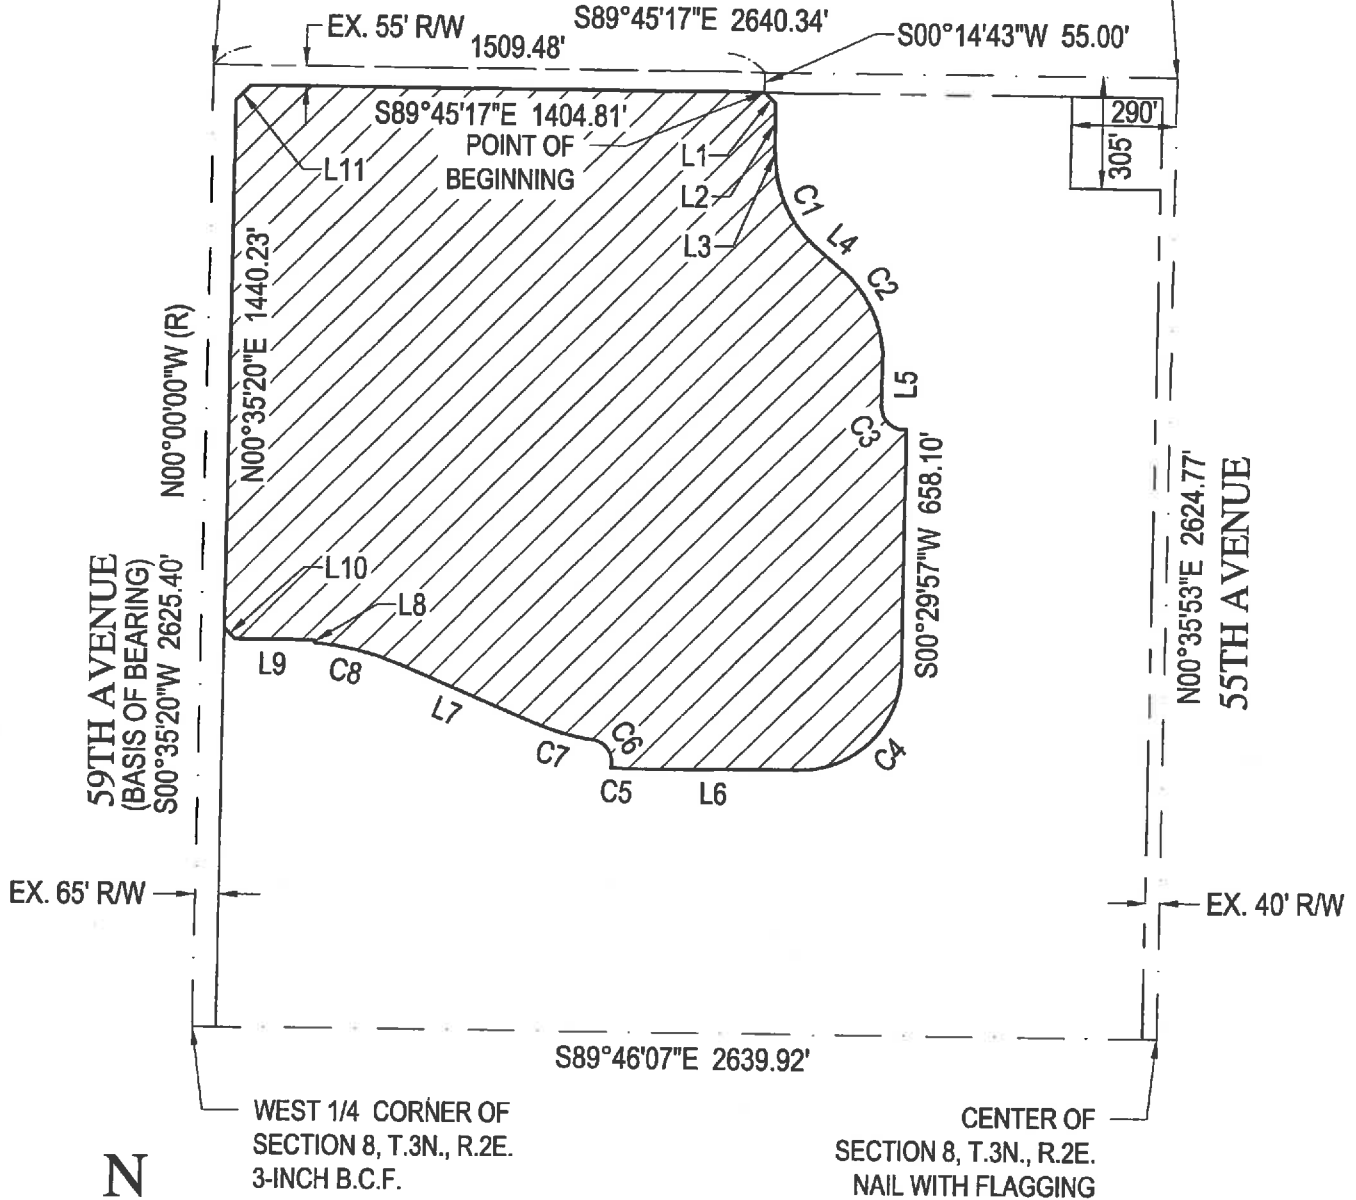 S89°45'17"E 2640.34'
EX. 55' R/W
1509.48'
S00°14'43"W 55.00'
S89°45'17"E 1404.81'
POINT OF
BEGINNING
290'
305'
L11
L1
L2
L3
C1
L4
C2
L5
C3
N00°00'00"W (R)
N00°35'20"E 1440.23'
S00°29'57"W 658.10'
N00°35'53"E 2624.77'
55TH AVENUE
59TH AVENUE
(BASIS OF BEARING)
S00°35'20"W 2625.40'
L10
L8
L9
C8
L7
C7
C6
C5
L6
C4
EX. 65' R/W
EX. 40' R/W
S89°46'07"E 2639.92'
WEST 1/4 CORNER OF
SECTION 8, T.3N., R.2E.
3-INCH B.C.F.
CENTER OF
SECTION 8, T.3N., R.2E.
NAIL WITH FLAGGING
N